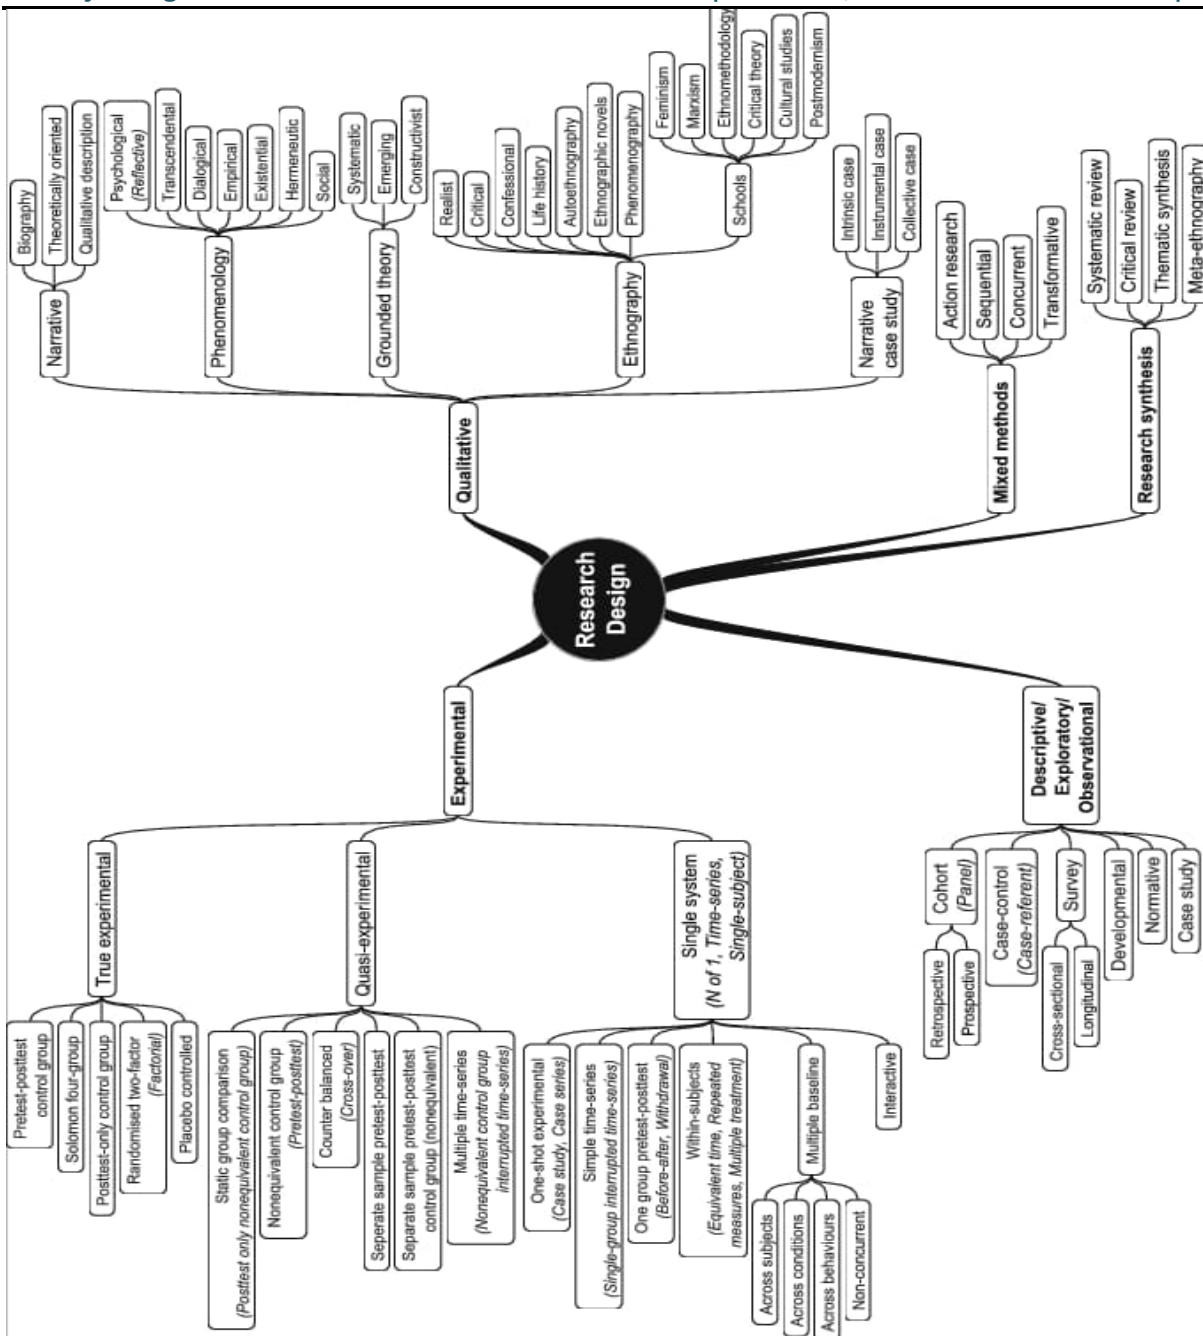 Research
Design
Qualitative
Narrative
Biography
Theoretically oriented
Qualitative description
Phenomenology
Psychological
(Reflective)
Transcendental
Dialogical
Empirical
Existential
Hermeneutic
Social
Grounded theory
Systematic
Emerging
Constructivist
Ethnography
Realist
Critical
Confessional
Life history
Autoethnography
Ethnographic novels
Phenomenography
Schools
Feminism
Marxism
Ethnomethodology
Critical theory
Cultural studies
Postmodernism
Narrative
case study
Intrinsic case
Instrumental case
Collective case
Mixed methods
Action research
Sequential
Concurrent
Transformative
Research synthesis
Systematic review
Critical review
Thematic synthesis
Meta-ethnography
Experimental
True experimental
Pretest-posttest
control group
Solomon four-group
Posttest-only control group
Randomised two-factor
(Factorial)
Placebo controlled
Quasi-experimental
Static group comparison
(Posttest only nonequivalent control group)
Nonequivalent control group
(Pretest-posttest)
Counter balanced
(Cross-over)
Seperate sample pretest-posttest
Separate sample pretest-posttest
control group (nonequivalent)
Multiple time-series
(Nonequivalent control group
interrupted time-series)
Single system
(N of 1, Time-series,
Single-subject)
One-shot experimental
(Case study, Case series)
Simple time-series
(Single-group interrupted time-series)
One group pretest-posttest
(Before-after, Withdrawal)
Within-subjects
(Equivalent time, Repeated
measures, Multiple treatment)
Multiple baseline
Across subjects
Across conditions
Across behaviours
Non-concurrent
Interactive
Descriptive/
Exploratory/
Observational
Cohort
(Panel)
Retrospective
Prospective
Case-control
(Case-referent)
Survey
Cross-sectional
Longitudinal
Developmental
Normative
Case study